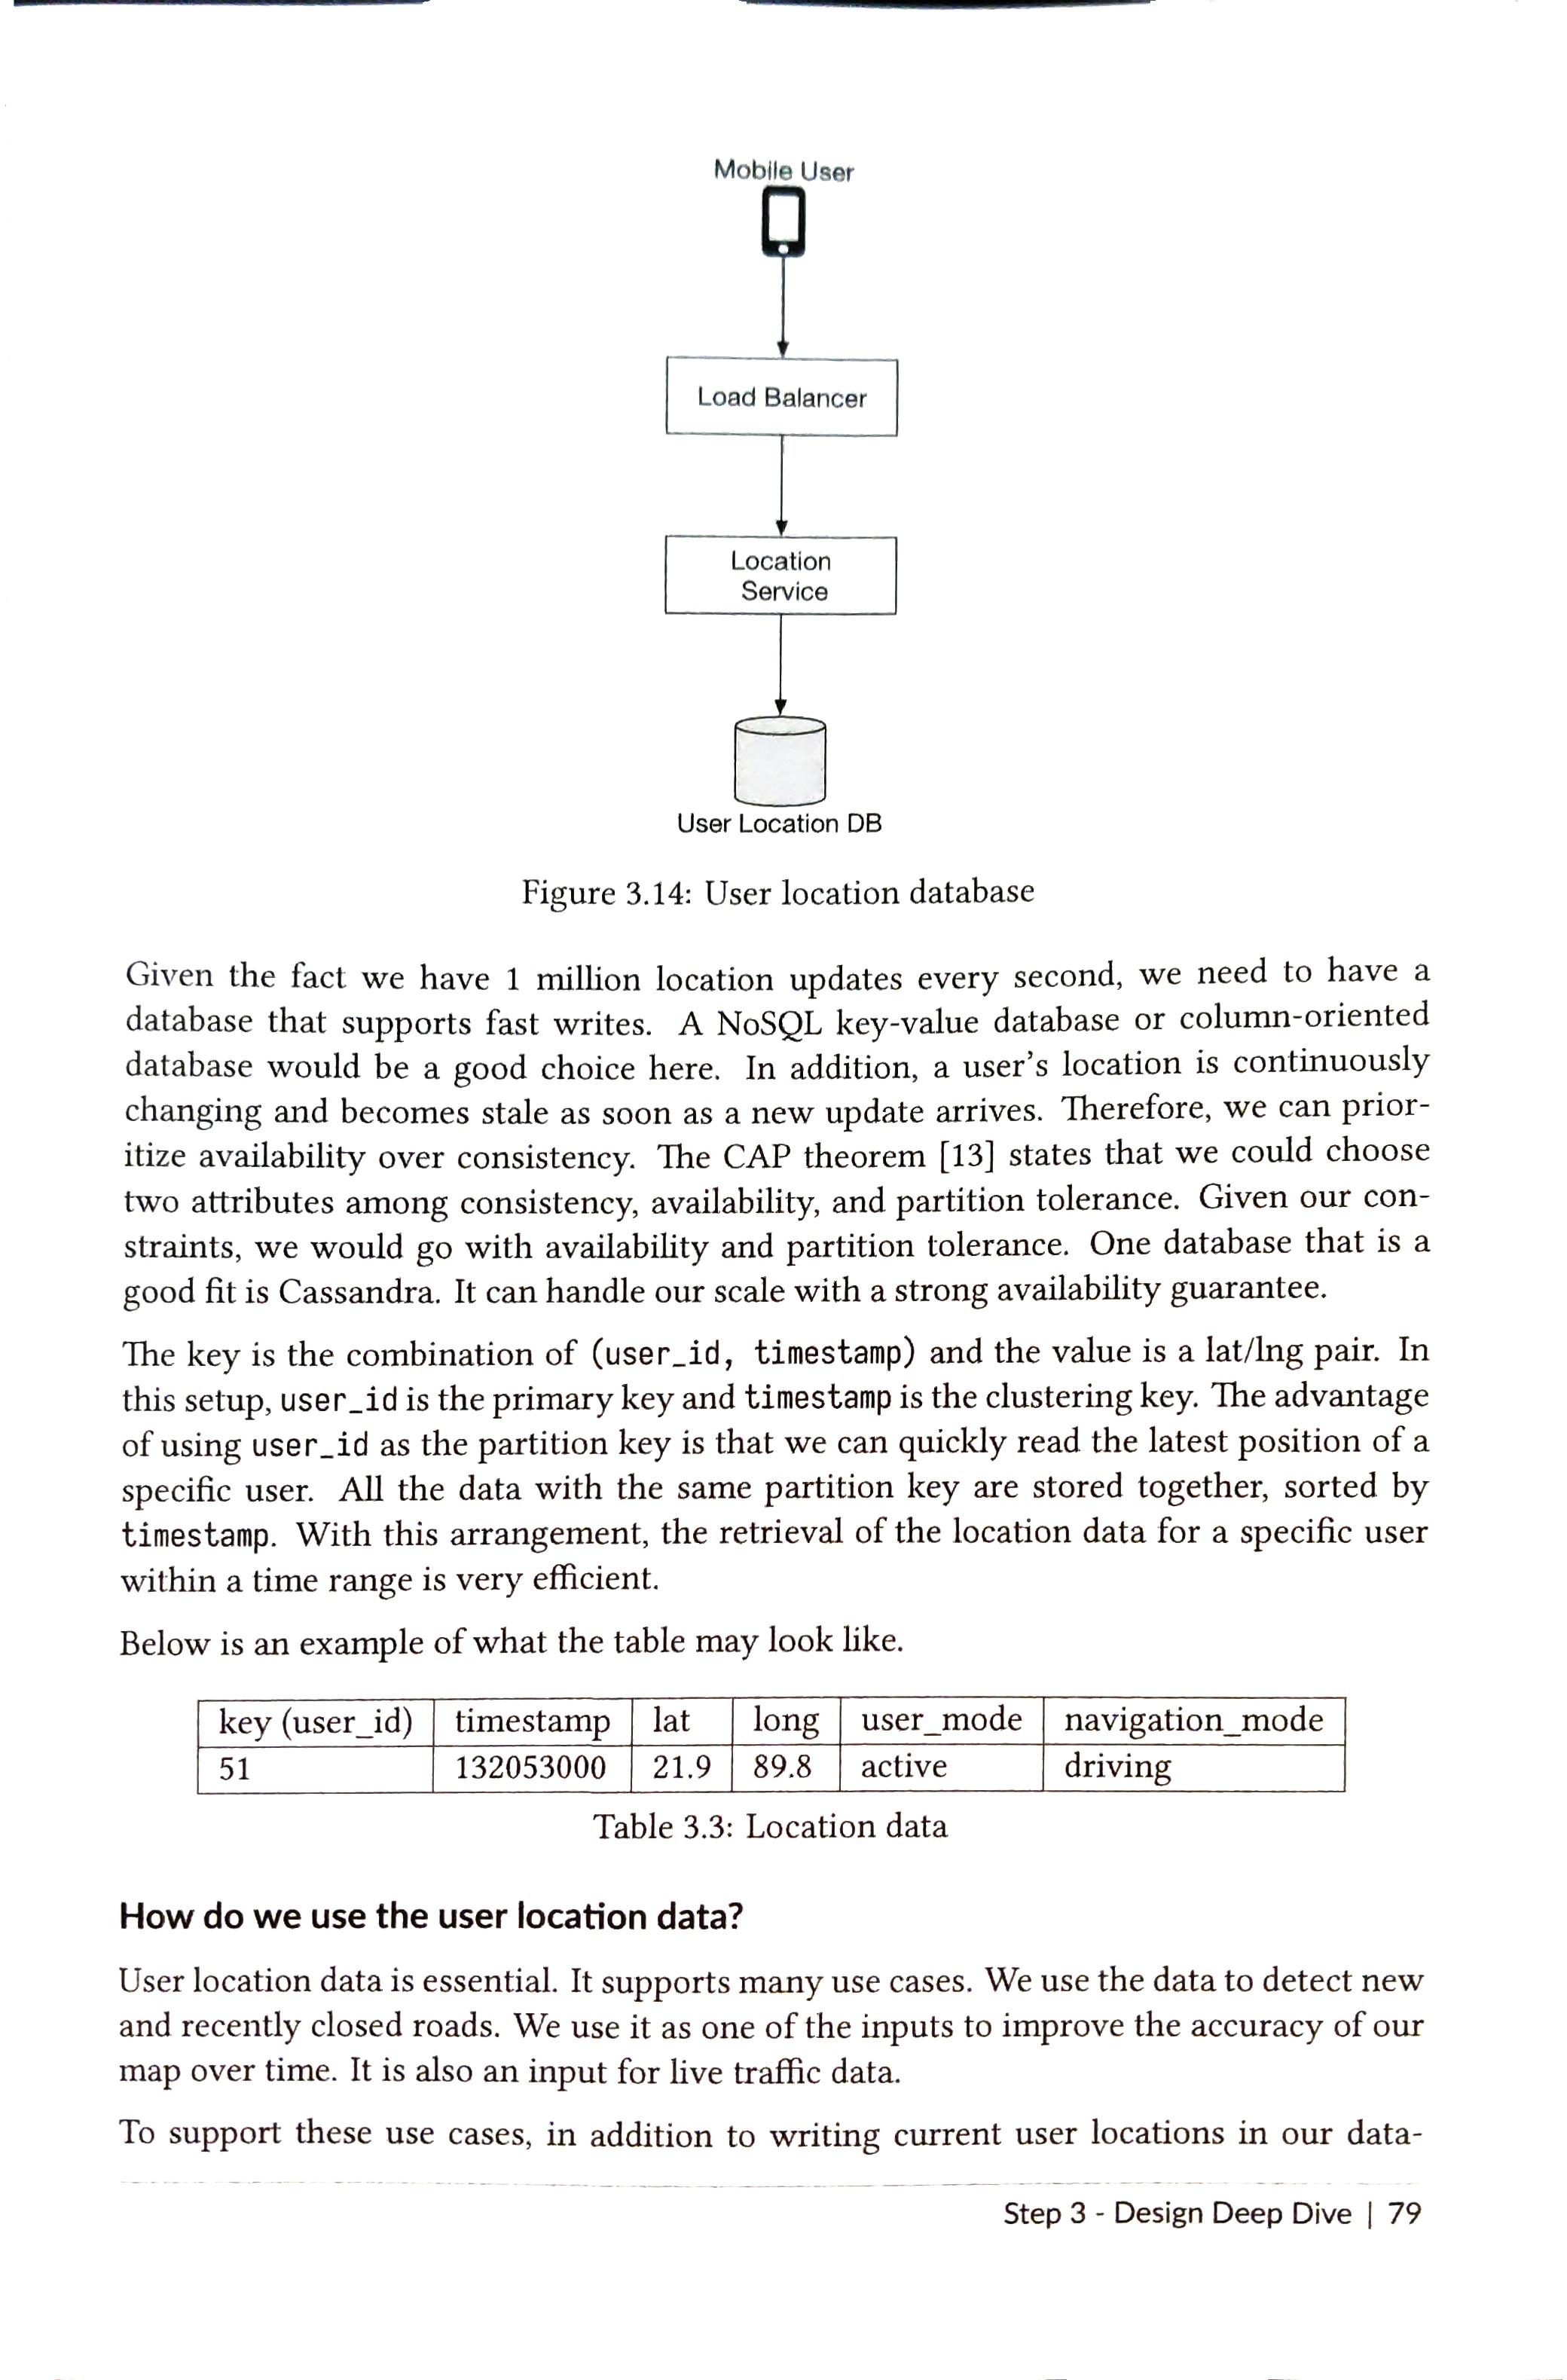 Mobile User
Load Balancer
Location
Service
User Location DB
Figure 3.14: User location database
Given the fact we have 1 million location updates every second, we need to have a
database that supports fast writes. A NoSQL key-value database or column-oriented
database would be a good choice here. In addition, a user's location is continuously
changing and becomes stale as soon as a new update arrives. Therefore, we can prior-
itize availability over consistency. The CAP theorem [13] states that we could choose
two attributes among consistency, availability, and partition tolerance. Given our con-
straints, we would go with availability and partition tolerance. One database that is a
good fit is Cassandra. It can handle our scale with a strong availability guarantee.
The key is the combination of (user_id, timestamp) and the value is a lat/lng pair. In
this setup, user_id is the primary key and timestamp is the clustering key. The advantage
of using user_id as the partition key is that we can quickly read the latest position of a
specific user. All the data with the same partition key are stored together, sorted by
timestamp. With this arrangement, the retrieval of the location data for a specific user
within a time range is very efficient.
Below is an example of what the table may look like.
key (user_id) timestamp lat long user_mode navigation_mode
51 132053000 21.9 89.8 active driving
Table 3.3: Location data
How do we use the user location data?
User location data is essential. It supports many use cases. We use the data to detect new
and recently closed roads. We use it as one of the inputs to improve the accuracy of our
map over time. It is also an input for live traffic data.
To support these use cases, in addition to writing current user locations in our data-
Step 3 - Design Deep Dive | 79